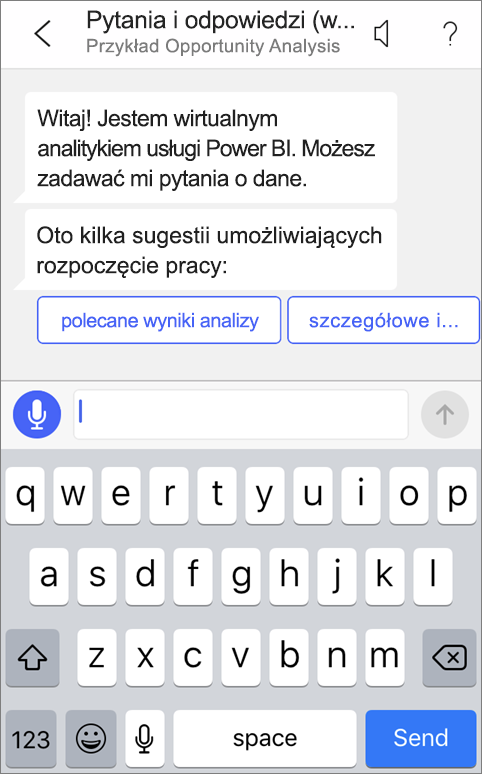 Pytania i odpowiedzi (w...
Przykład Opportunity Analysis
?
Witaj! Jestem wirtualnym
analitykiem usługi Power BI. Możesz
zadawać mi pytania o dane.
Oto kilka sugestii umożliwiających
rozpoczęcie pracy:
polecane wyniki analizy szczegółowe i...
q w e r t y u i o p
a s d f g h j k l
z x c v b n m
123 space Send